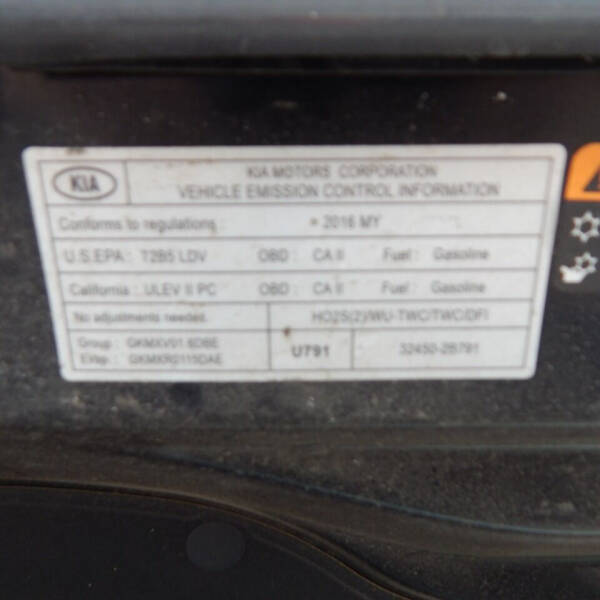 KIA
KIA MOTORS CORPORATION
VEHICLE EMISSION CONTROL INFORMATION
Conforms to regulations : * 2016 MY
U.S.EPA : T2B5 LDV OBD : CA II Fuel : Gasoline
California : ULEV II PC OBD : CA II Fuel : Gasoline
No adjustments needed. HO2S(2)/WU-TWC/TWC/DFI
Group : GKMXV01.6DBE
Evap : GKMXR0115DAE
U791
32450-2B791